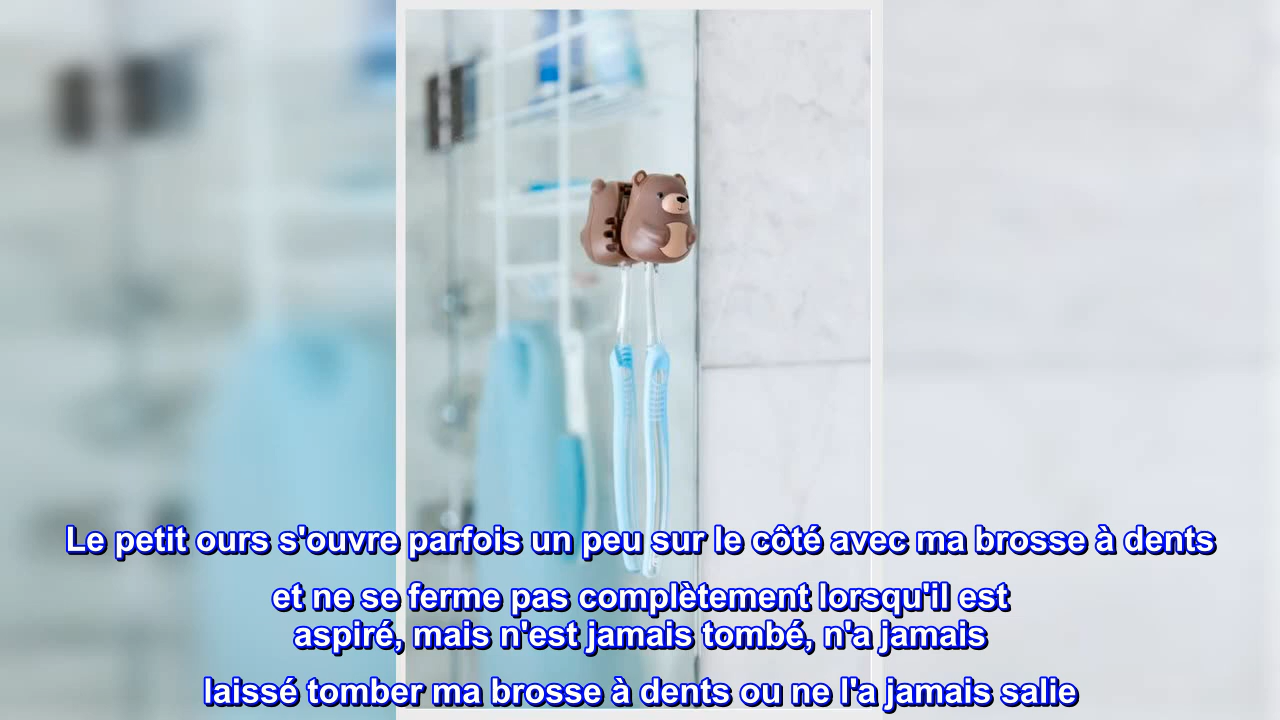 Le petit ours s'ouvre parfois un peu sur le côté avec ma brosse à dents
et ne se ferme pas complètement lorsqu'il est
aspiré, mais n'est jamais tombé, n'a jamais
laissé tomber ma brosse à dents ou ne l'a jamais salie